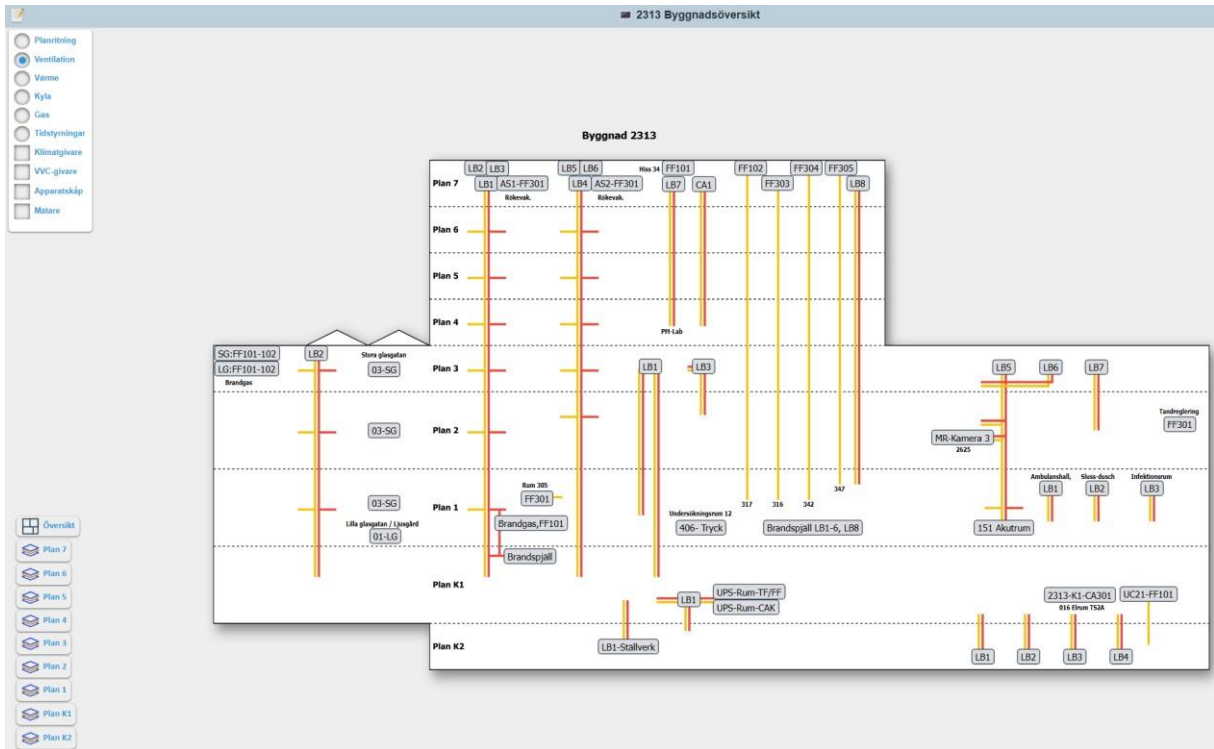 2313 Byggnadsöversikt
Planritning
Ventilation
Värme
Kyla
Gas
Tidstyrningar
Klimatgivare
VVC-givare
Apparatskåp
Mätare
Byggnad 2313
LB2 LB3 LB5 LB6 Hiss 34 FF101 FF102 FF304 FF305
Plan 7 LB1 AS1-FF301 LB4 AS2-FF301 LB7 CA1 FF303 LB8
Rökevak. Rökevak.
Plan 6
Plan 5
Plan 4
PM-Lab
SG:FF101-102 LB2 Stora glasgatan
LG:FF101-102 03-SG Plan 3 LB1 LB3 LB5 LB6 LB7
Brandgas
Tandreglering
03-SG Plan 2 FF301
MR-Kamera 3
2625
Rum 305 347 Ambulanshall, Sluss-dusch Infektionsrum
FF301 LB1 LB2 LB3
03-SG Plan 1 317 316 342
Undersökningsrum 12
Lilla glasgatan / Ljusgård Brandgas,FF101 406- Tryck Brandspjäll LB1-6, LB8 151 Akutrum
01-LG
Brandspjäll
Plan K1
UPS-Rum-TF/FF 2313-K1-CA301 UC21-FF101
LB1 UPS-Rum-CAK 016 Elrum TS2A
Plan K2 LB1-Ställverk
LB1 LB2 LB3 LB4
Översikt
Plan 7
Plan 6
Plan 5
Plan 4
Plan 3
Plan 2
Plan 1
Plan K1
Plan K2